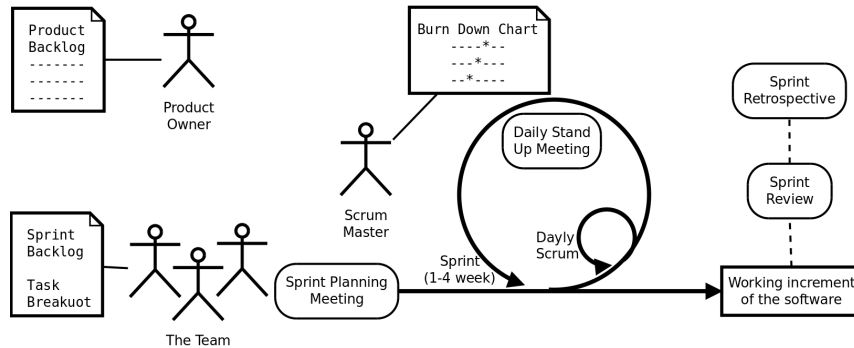 Product
Backlog
-------
-------
-------
Product
Owner
Burn Down Chart
----*--
---*---
--*----
Scrum
Master
Daily Stand
Up Meeting
Dayly
Scrum
Sprint
(1-4 week)
Sprint
Backlog
Task
Breakuot
The Team
Sprint Planning
Meeting
Sprint
Retrospective
Sprint
Review
Working increment
of the software